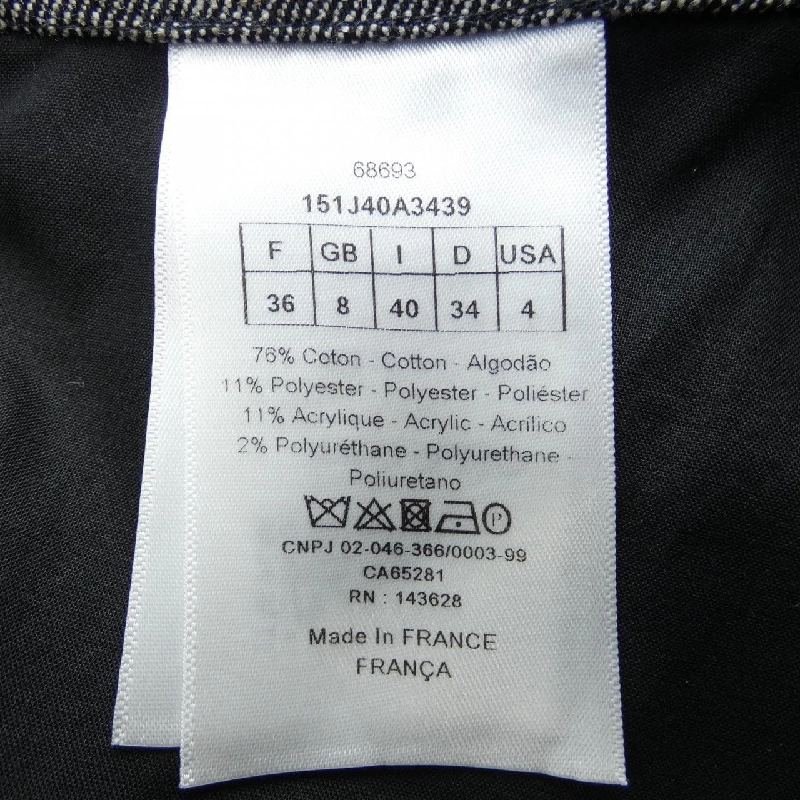 68693
151J40A3439
F GB I D USA
36 8 40 34 4
76% Coton - Cotton - Algodão
11% Polyester - Polyester - Poliéster
11% Acrylique - Acrylic - Acrílico
2% Polyuréthane - Polyurethane -
Poliuretano
P
CNPJ 02-046-366/0003-99
CA65281
RN : 143628
Made In FRANCE
FRANÇA